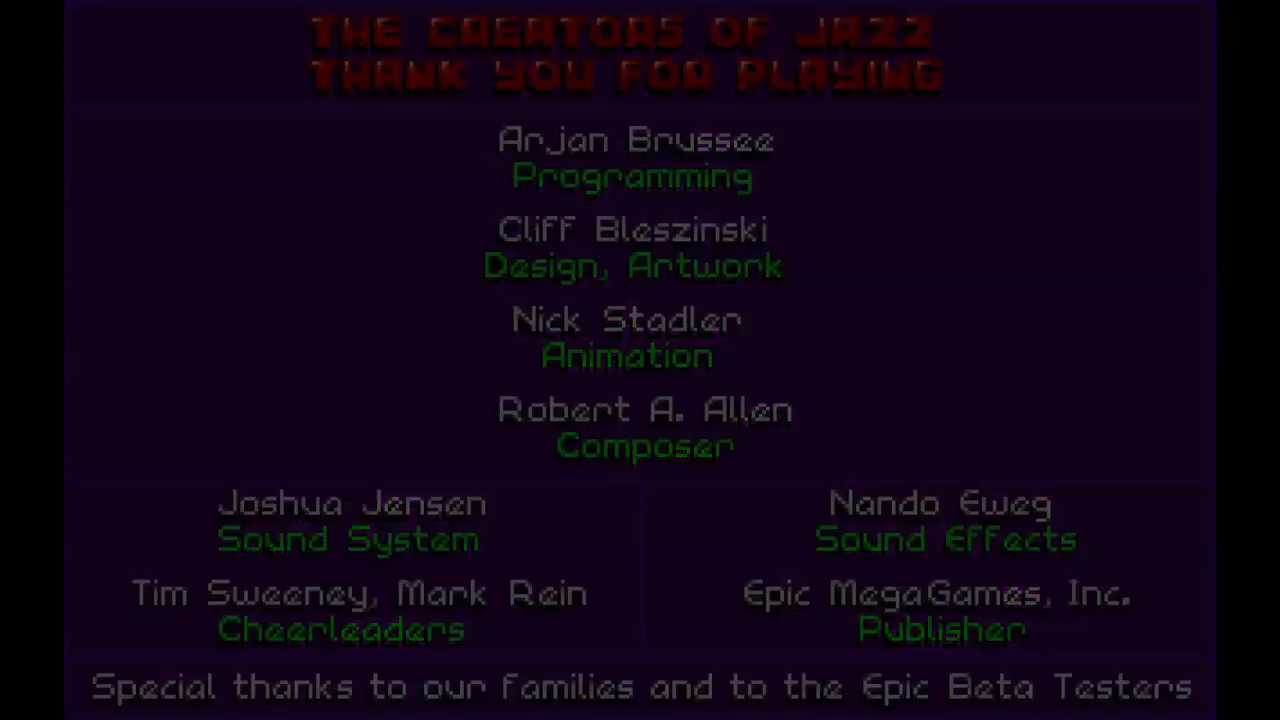 THE CREATORS OF JAZZ
THANK YOU FOR PLAYING
Arjan Brussee
Programming
Cliff Bleszinski
Design, Artwork
Nick Stadler
Animation
Robert A. Allen
Composer
Joshua Jensen
Sound System
Nando Eweg
Sound Effects
Tim Sweeney, Mark Rein
Cheerleaders
Epic MegaGames, Inc.
Publisher
Special thanks to our families and to the Epic Beta Testers